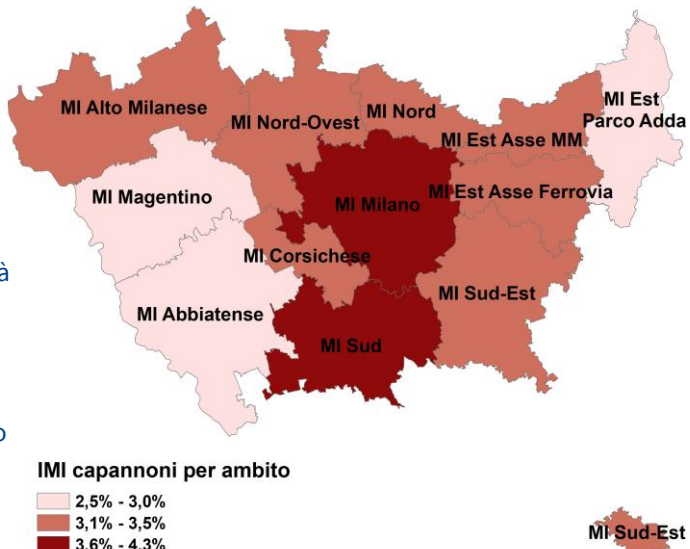 MI Alto Milanese
MI Nord-Ovest
MI Nord
MI Est
Parco Adda
MI Est Asse MM
MI Magentino
MI Milano
MI Est Asse Ferrovia
MI Corsichese
à
MI Abbiatense
MI Sud-Est
MI Sud
o
IMI capannoni per ambito
2,5% - 3,0%
3,1% - 3,5%
3,6% - 4,3%
MI Sud-Est